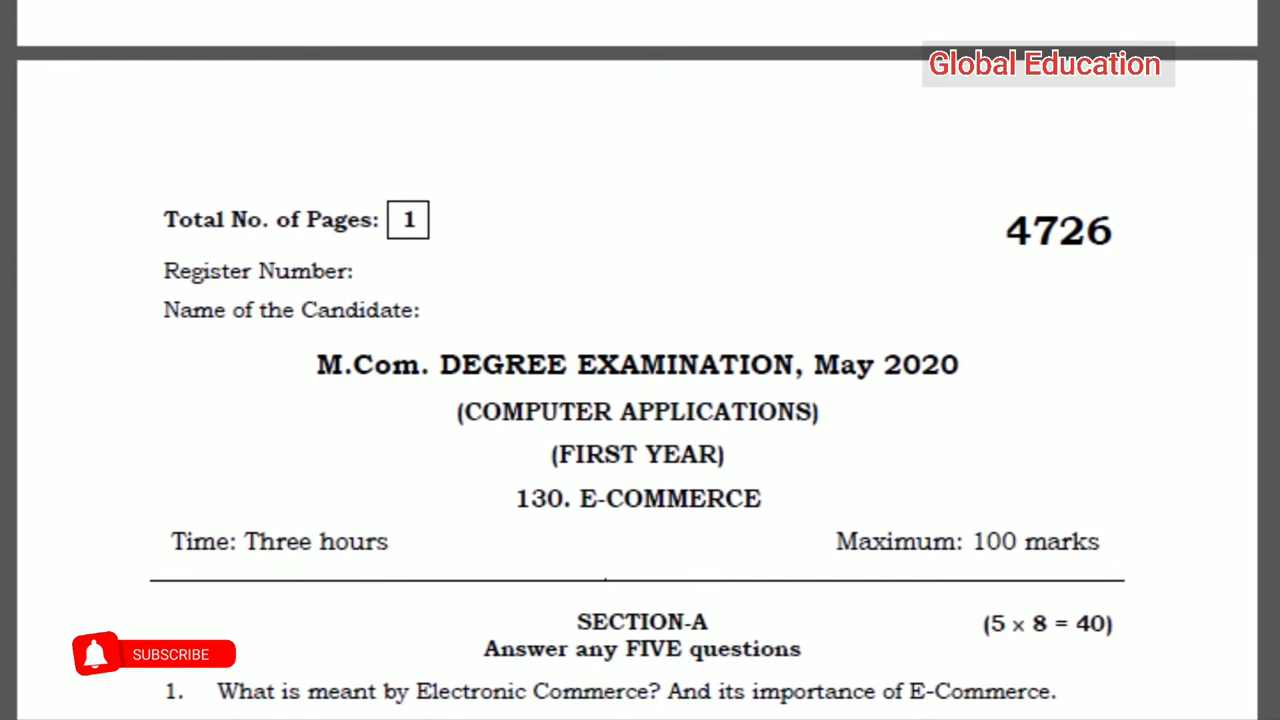 Global Education
Total No. of Pages: 1
4726
Register Number:
Name of the Candidate:
M.Com. DEGREE EXAMINATION, May 2020
(COMPUTER APPLICATIONS)
(FIRST YEAR)
130. E-COMMERCE
Time: Three hours Maximum: 100 marks
SECTION-A (5 × 8 = 40)
Answer any FIVE questions
SUBSCRIBE
1. What is meant by Electronic Commerce? And its importance of E-Commerce.